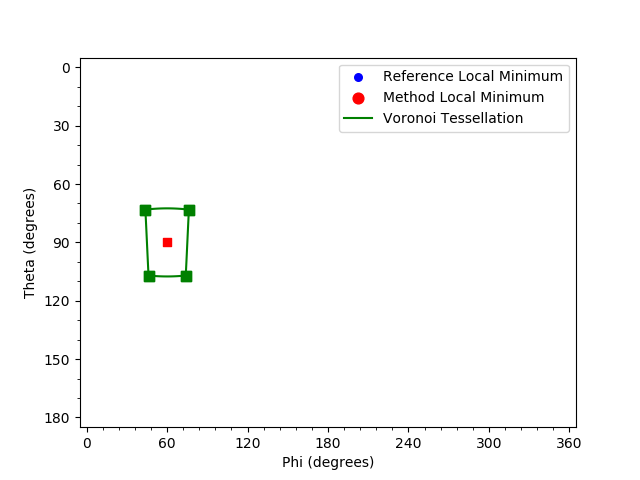 Reference Local Minimum
Method Local Minimum
Voronoi Tessellation
0
30
60
90
120
150
180
Theta (degrees)
0 60 120 180 240 300 360
Phi (degrees)